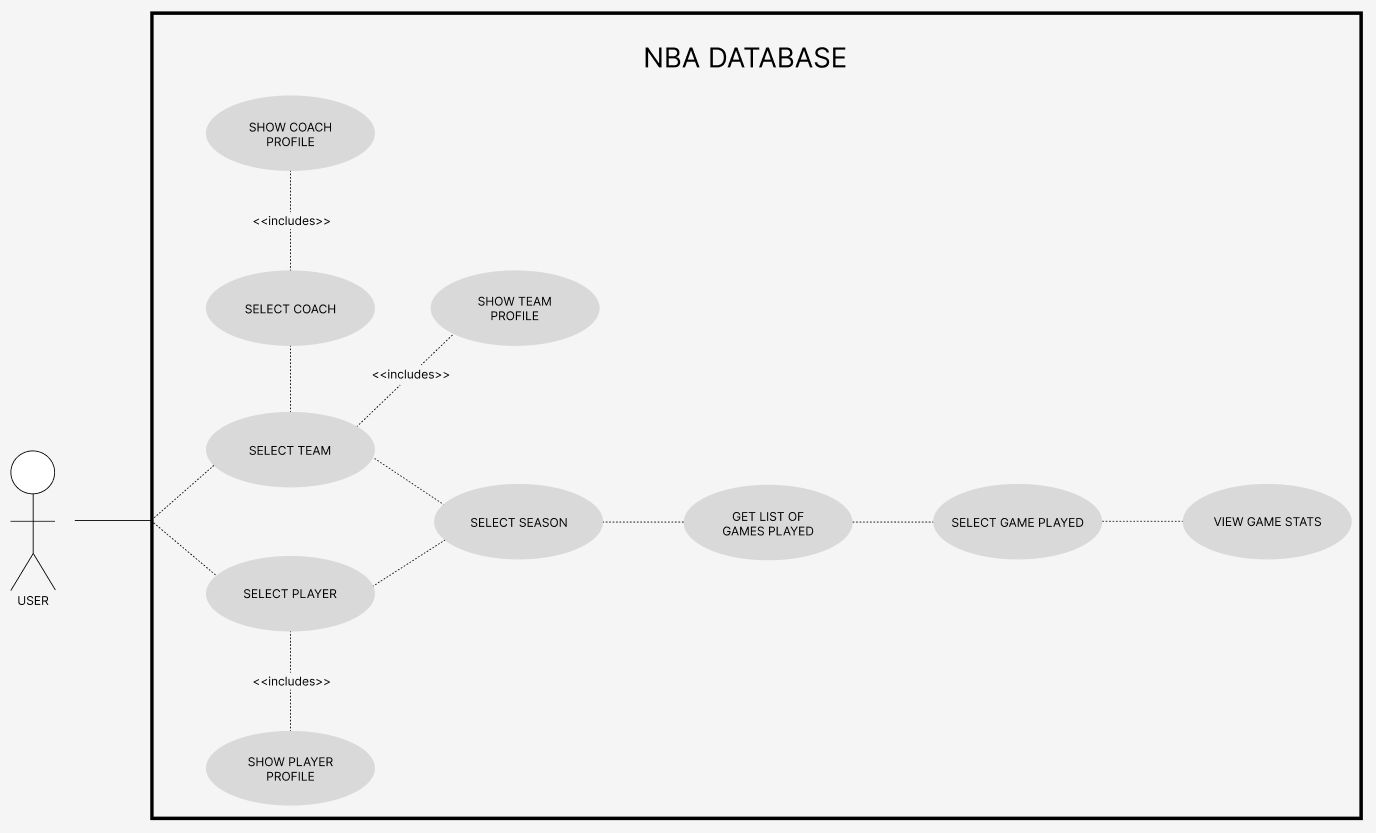 NBA DATABASE
SHOW COACH
PROFILE
<<includes>>
SELECT COACH
SHOW TEAM
PROFILE
<<includes>>
SELECT TEAM
USER
SELECT SEASON
GET LIST OF
GAMES PLAYED
SELECT GAME PLAYED
VIEW GAME STATS
SELECT PLAYER
<<includes>>
SHOW PLAYER
PROFILE